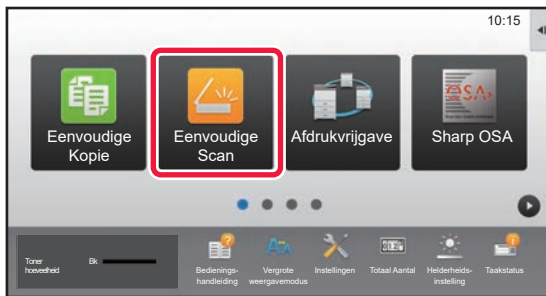 10:15
OSA
Eenvoudige
Kopie
Eenvoudige
Scan
Afdrukvrijgave
Sharp OSA
Toner
hoeveelheid
Bk
Bedienings-
handleiding
Vergrote
weergavemodus
Instellingen
Totaal Aantal
Helderheids-
instelling
Taakstatus